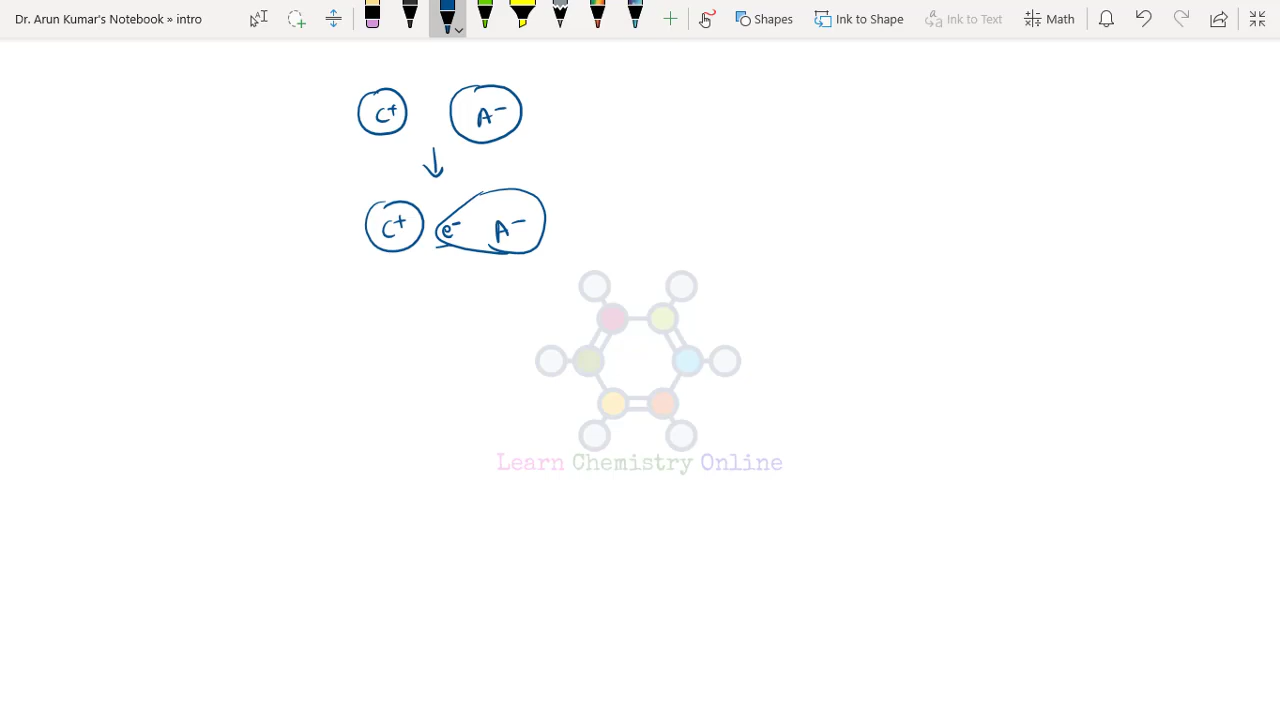 Dr. Arun Kumar's Notebook » intro
Shapes Ink to Shape Ink to Text Math
C⁺ A⁻
C⁺ e⁻ A⁻
Learn Chemistry Online